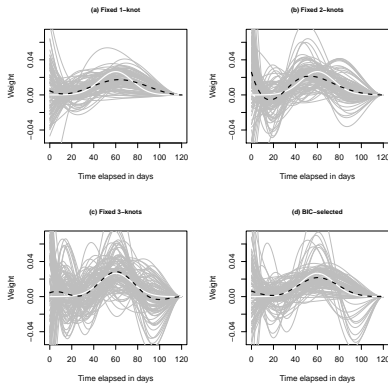 (a) Fixed 1−knot
Weight
−0.04 0.00 0.04
0 20 40 60 80 100 120
Time elapsed in days
(b) Fixed 2−knots
Weight
−0.04 0.00 0.04
0 20 40 60 80 100 120
Time elapsed in days
(c) Fixed 3−knots
Weight
−0.04 0.00 0.04
0 20 40 60 80 100 120
Time elapsed in days
(d) BIC−selected
Weight
−0.04 0.00 0.04
0 20 40 60 80 100 120
Time elapsed in days